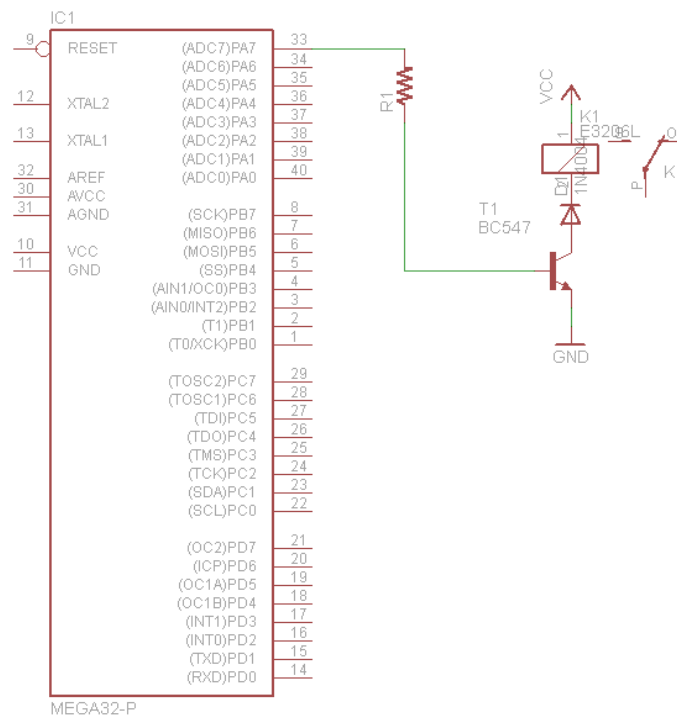 IC1
9 RESET (ADC7)PA7 33
(ADC6)PA6 34
(ADC5)PA5 35
12 XTAL2 (ADC4)PA4 36
(ADC3)PA3 37
13 XTAL1 (ADC2)PA2 38
(ADC1)PA1 39
32 AREF (ADC0)PA0 40
30 AVCC
31 AGND (SCK)PB7 8
(MISO)PB6 7
10 VCC (MOSI)PB5 6
11 GND (SS)PB4 5
(AIN1/OC0)PB3 4
(AIN0/INT2)PB2 3
(T1)PB1 2
(T0/XCK)PB0 1
(TOSC2)PC7 29
(TOSC1)PC6 28
(TDI)PC5 27
(TDO)PC4 26
(TMS)PC3 25
(TCK)PC2 24
(SDA)PC1 23
(SCL)PC0 22
(OC2)PD7 21
(ICP)PD6 20
(OC1A)PD5 19
(OC1B)PD4 18
(INT1)PD3 17
(INT0)PD2 16
(TXD)PD1 15
(RXD)PD0 14
MEGA32-P
R1
VCC
K1
E3206L
1
2
D1
1N4004
S
O
P
K
T1
BC547
GND